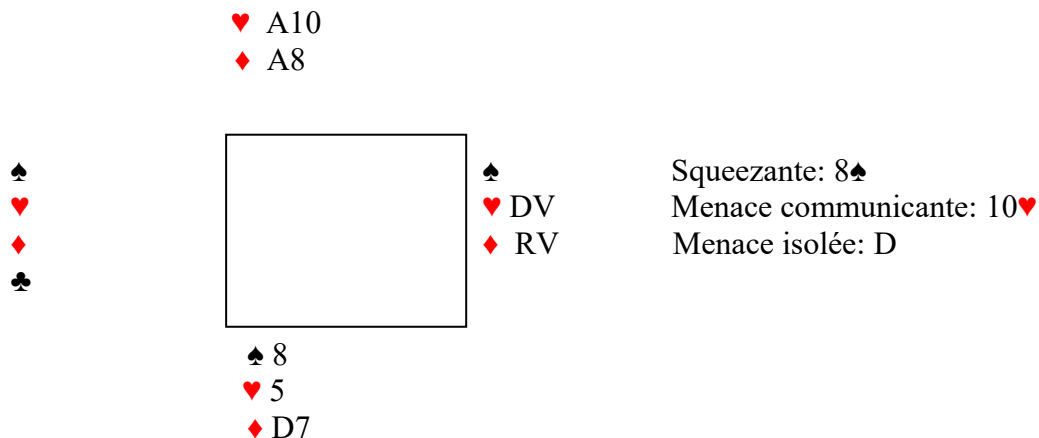 ♥ A10
♦ A8
♠ ♠ Squeezante: 8♠
♥ ♥ DV Menace communicante: 10♥
♦ ♦ RV Menace isolée: D
♣
♠ 8
♥ 5
♦ D7